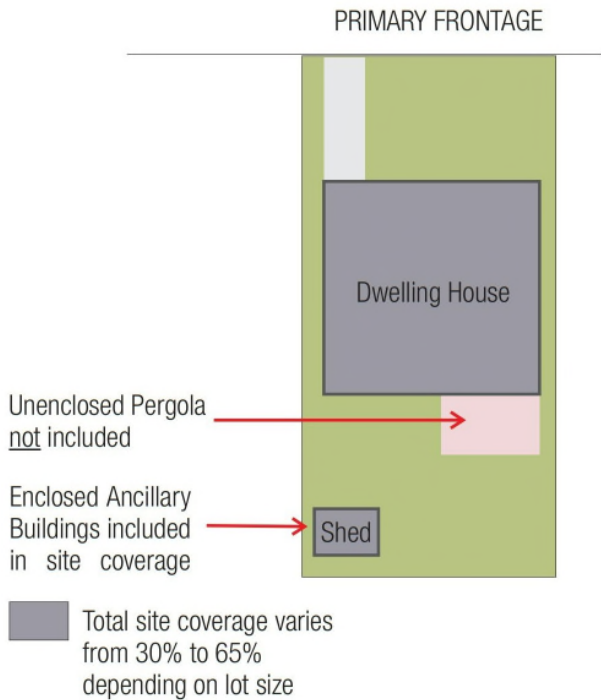 PRIMARY FRONTAGE
Dwelling House
Unenclosed Pergola
not included
Enclosed Ancillary
Buildings included
in site coverage
Shed
Total site coverage varies
from 30% to 65%
depending on lot size